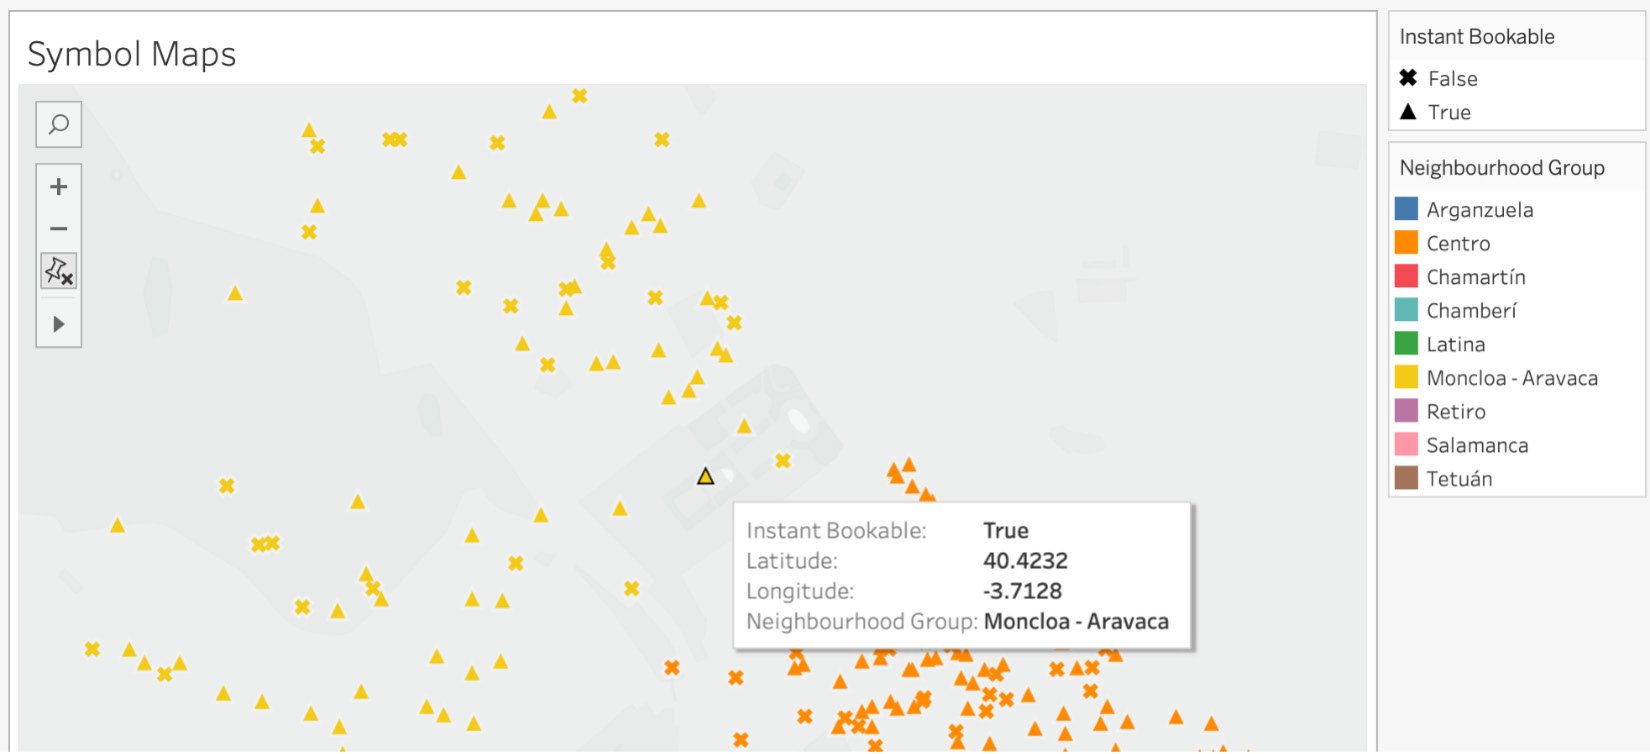 Symbol Maps
Instant Bookable
False
True
Neighbourhood Group
Arganzuela
Centro
Chamartín
Chamberí
Latina
Moncloa - Aravaca
Retiro
Salamanca
Tetuán
Instant Bookable: True
Latitude: 40.4232
Longitude: -3.7128
Neighbourhood Group: Moncloa - Aravaca